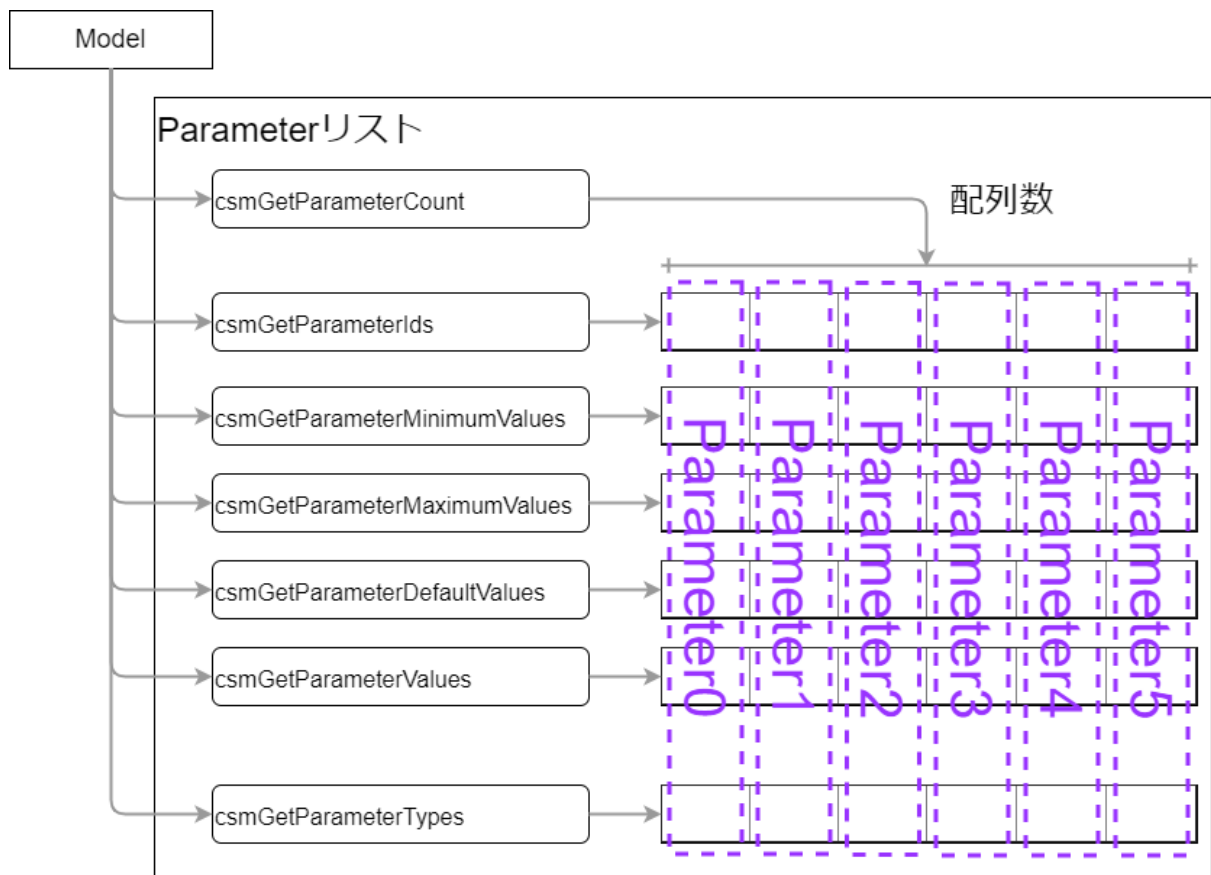 Model
Parameterリスト
csmGetParameterCount
配列数
csmGetParameterIds
csmGetParameterMinimumValues
csmGetParameterMaximumValues
csmGetParameterDefaultValues
csmGetParameterValues
csmGetParameterTypes
Parameter0
Parameter1
Parameter2
Parameter3
Parameter4
Parameter5